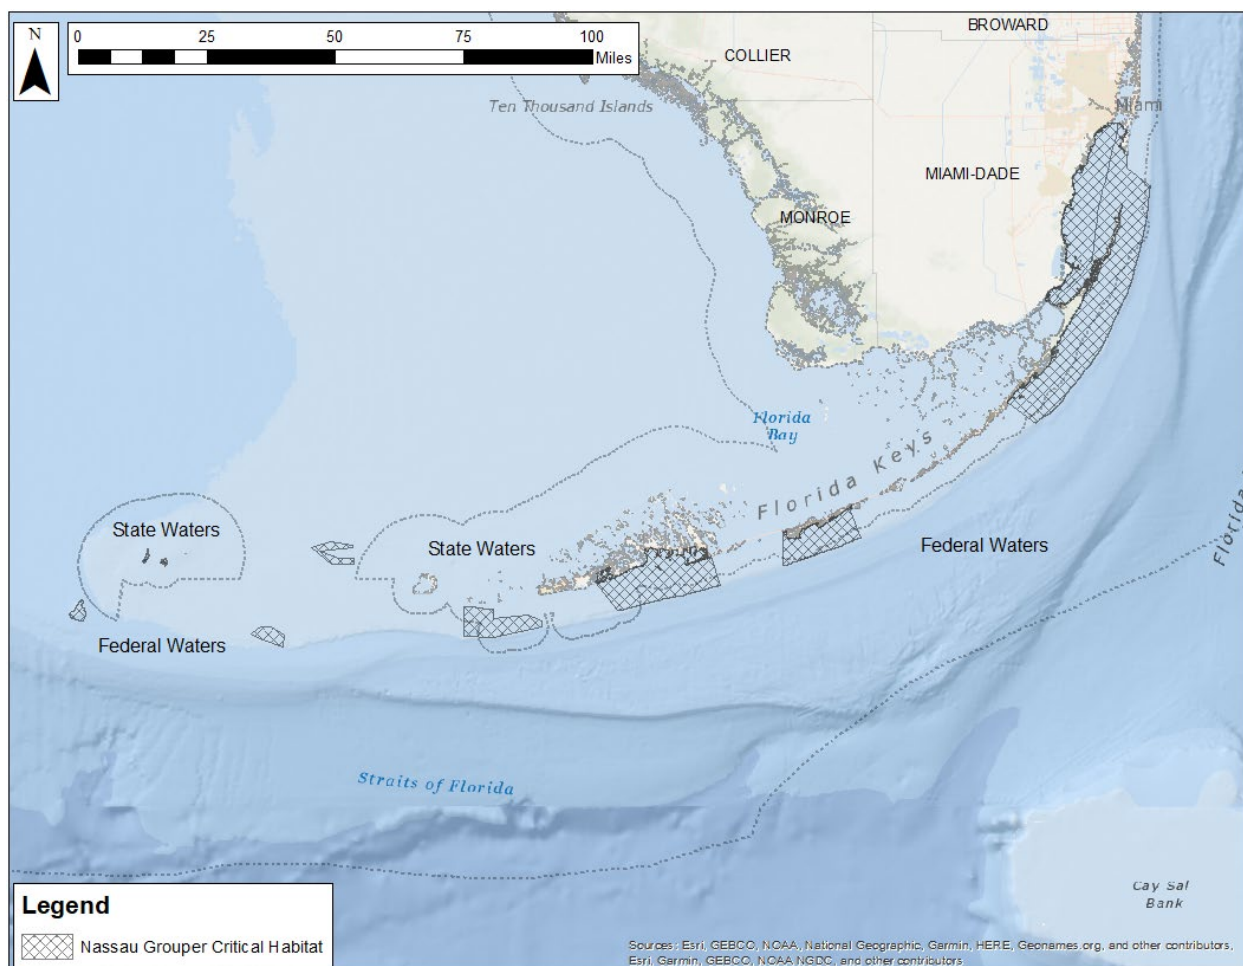 N
0 25 50 75 100
Miles
BROWARD
COLLIER
Ten Thousand Islands
Miami
MIAMI-DADE
MONROE
Florida
Bay
Florida Keys
State Waters
State Waters
Federal Waters
Florida
Federal Waters
Straits of Florida
Cay Sal
Bank
Legend
Nassau Grouper Critical Habitat
Sources: Esri, GEBCO, NOAA, National Geographic, Garmin, HERE, Geonames.org, and other contributors,
Esri, Garmin, GEBCO, NOAA NGDC, and other contributors